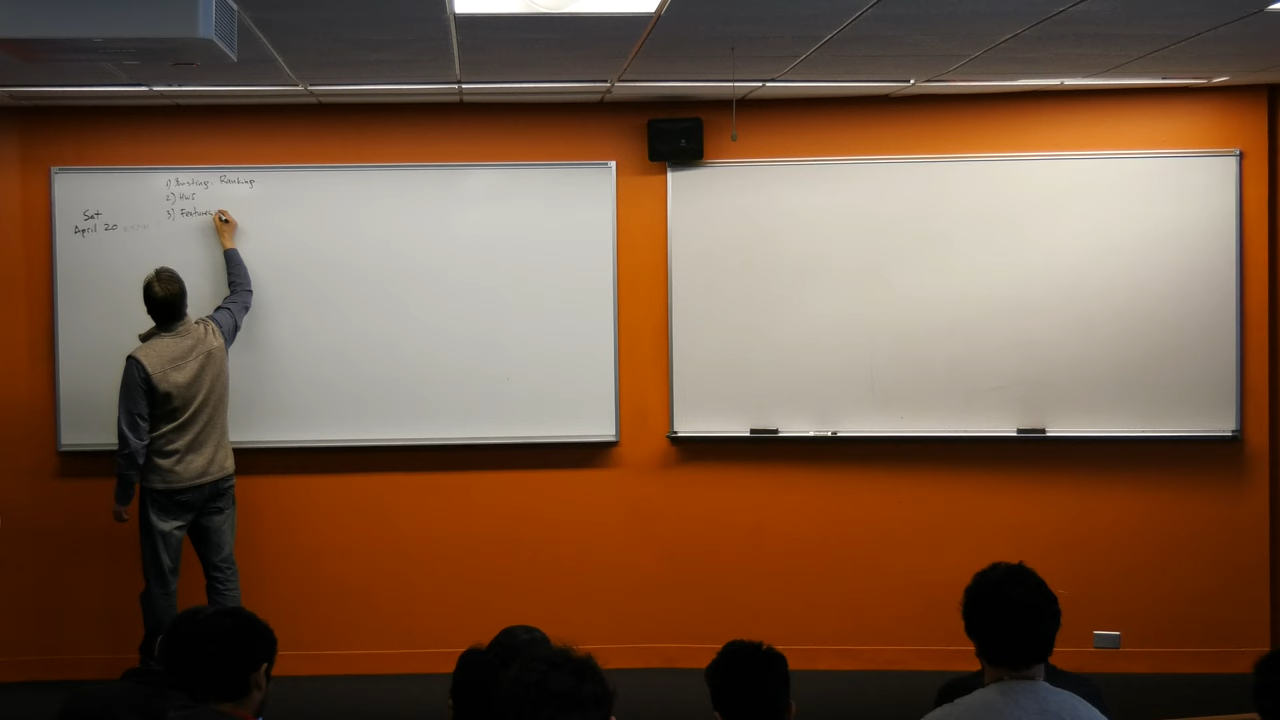 1) Boosting. Ranking
2) HW5
3) Features
Sat
April 20